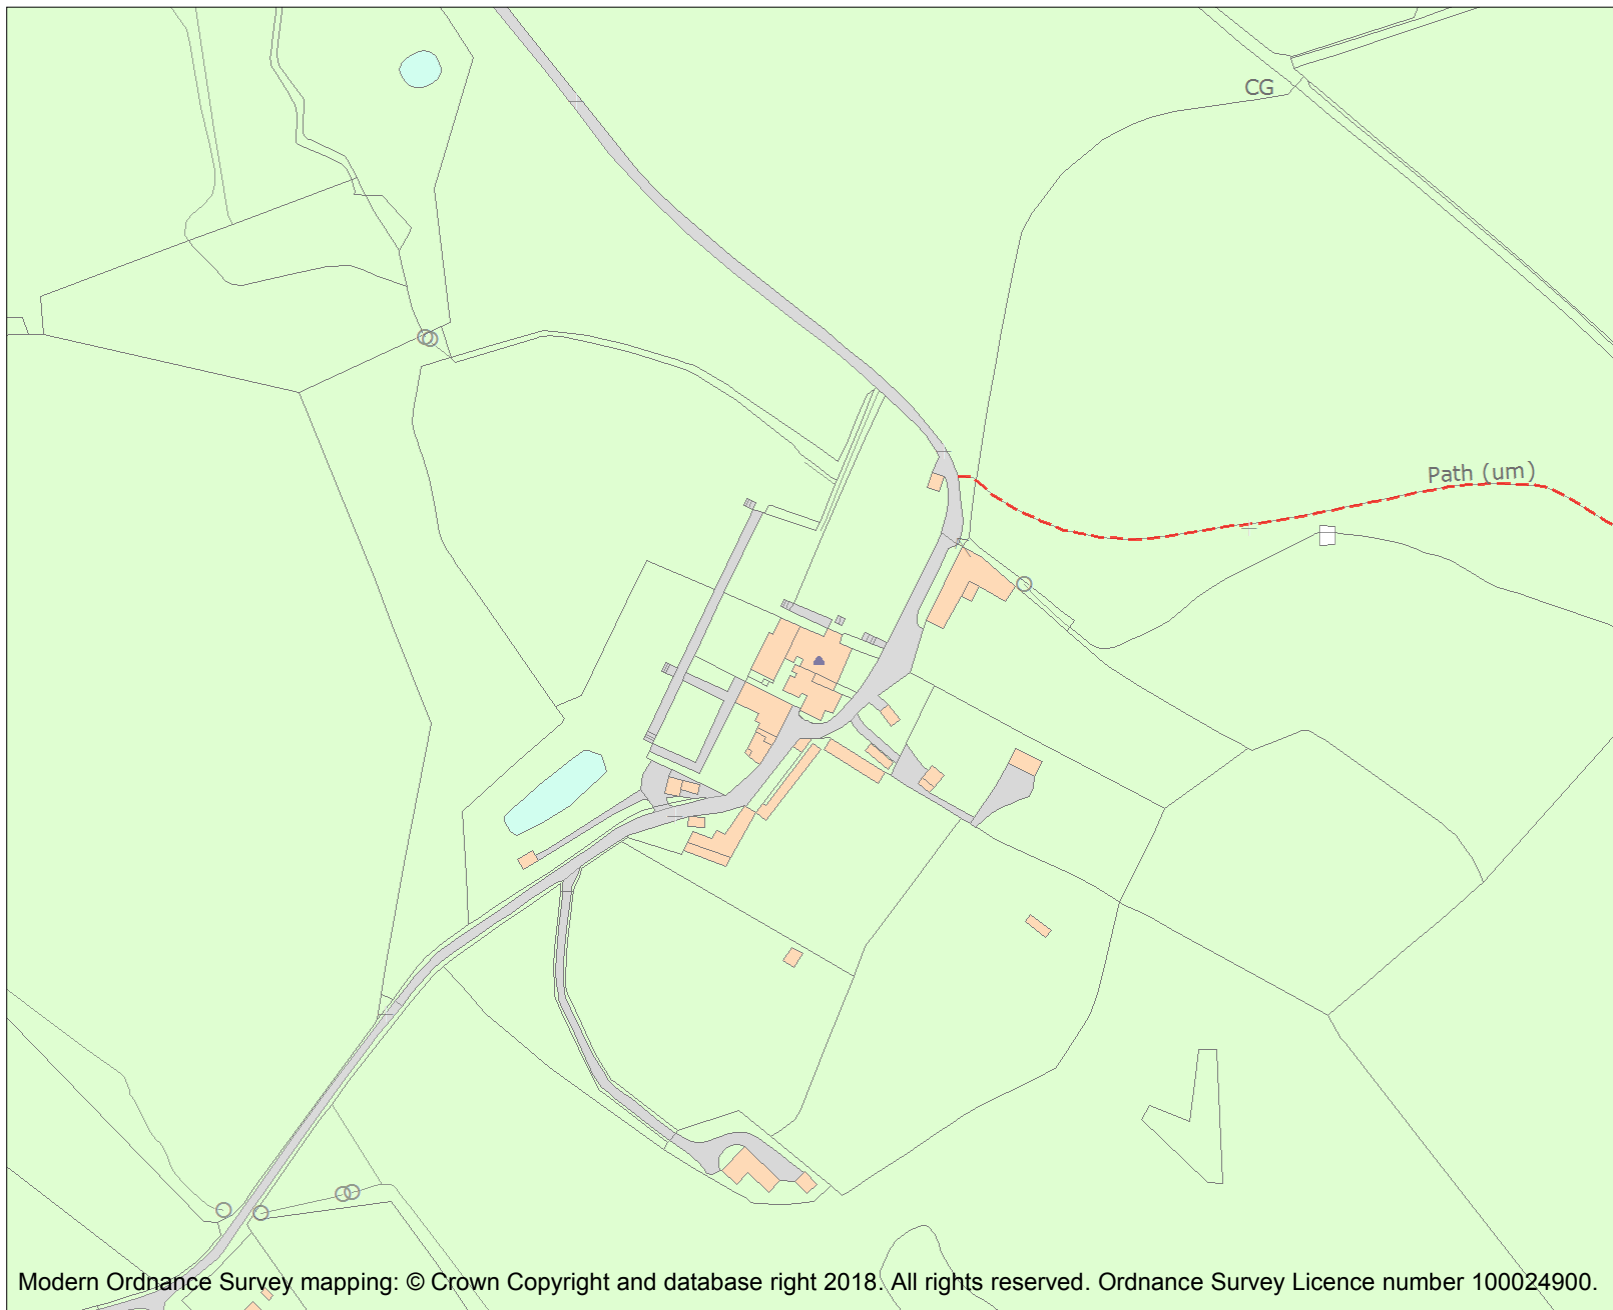 CG
Path (um)
Modern Ordnance Survey mapping: © Crown Copyright and database right 2018. All rights reserved. Ordnance Survey Licence number 100024900.